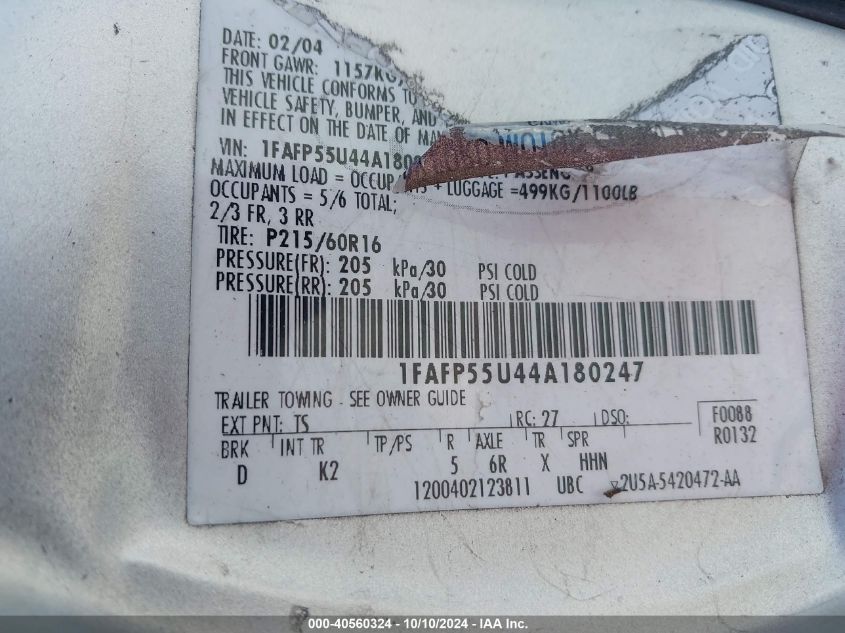 DATE: 02/04
FRONT GAWR: 1157KG
THIS VEHICLE CONFORMS TO
VEHICLE SAFETY, BUMPER, AND
IN EFFECT ON THE DATE OF MAN
VIN: 1FAFP55U44A180
MAXIMUM LOAD = OCCUP TS + LUGGAGE =499KG/1100LB
OCCUPANTS = 5/6 TOTAL;
2/3 FR, 3 RR
TIRE: P215/60R16
PRESSURE(FR): 205 kPa/30 PSI COLD
PRESSURE(RR): 205 kPa/30 PSI COLD
1FAFP55U44A180247
TRAILER TOWING - SEE OWNER GUIDE
EXT PNT: TS RC: 27 DSO: F0088
R0132
BRK INT TR TP/PS R AXLE TR SPR
D K2 5 6R X HHN
1200402123811 UBC 2U5A-5420472-AA
000-40560324 - 10/10/2024 - IAA Inc.